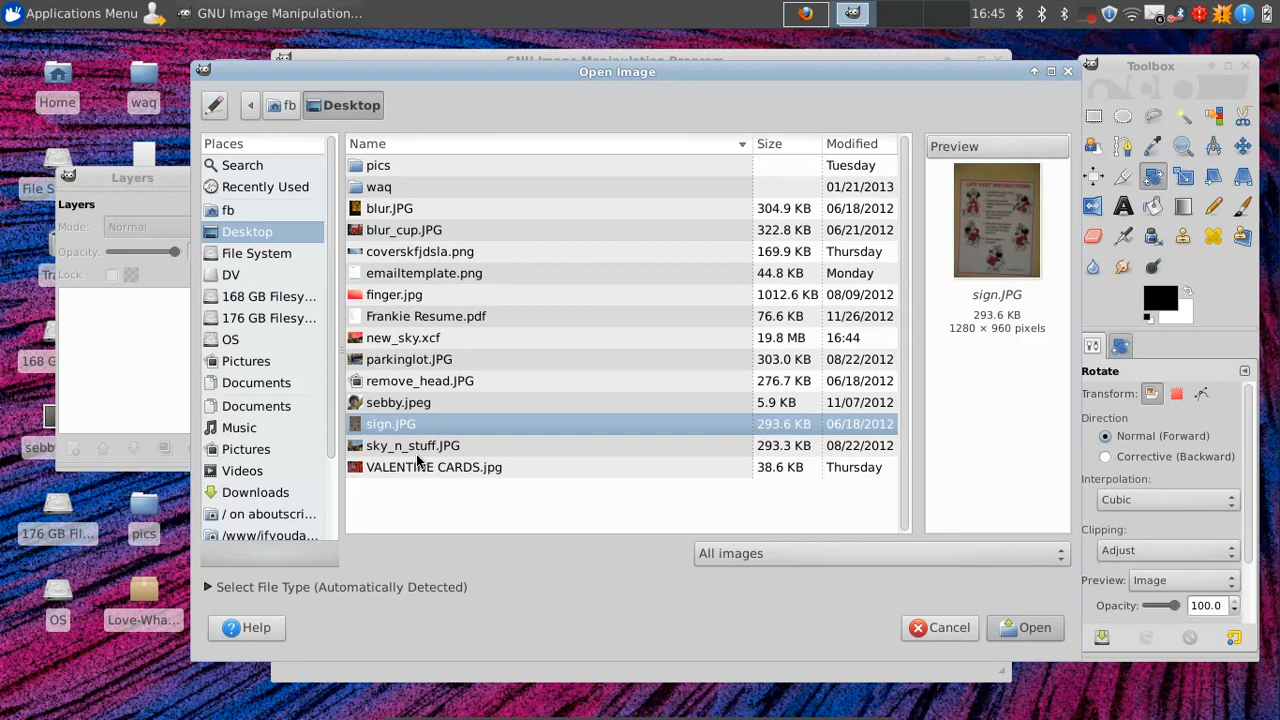 Applications Menu
GNU Image Manipulation...
16:45
Home
waq
Layers
Layers
Mode: Normal
Opacity:
Lock:
168 G
sebby
176 GB Fil...
pics
OS
Love-Wha...
Open Image
fb
Desktop
Places
Search
Recently Used
fb
Desktop
File System
DV
168 GB Filesy...
176 GB Filesy...
OS
Pictures
Documents
Documents
Music
Pictures
Videos
Downloads
/ on aboutscri...
/www/ifyouda...
Name Size Modified
pics Tuesday
waq 01/21/2013
blur.JPG 304.9 KB 06/18/2012
blur_cup.JPG 322.8 KB 06/21/2012
coverskfjdsla.png 169.9 KB Thursday
emailtemplate.png 44.8 KB Monday
finger.jpg 1012.6 KB 08/09/2012
Frankie Resume.pdf 76.6 KB 11/26/2012
new_sky.xcf 19.8 MB 16:44
parkinglot.JPG 303.0 KB 08/22/2012
remove_head.JPG 276.7 KB 06/18/2012
sebby.jpeg 5.9 KB 11/07/2012
sign.JPG 293.6 KB 06/18/2012
sky_n_stuff.JPG 293.3 KB 08/22/2012
VALENTINE CARDS.jpg 38.6 KB Thursday
Preview
LIFE VEST INSTRUCTIONS
sign.JPG
293.6 KB
1280 × 960 pixels
All images
Select File Type (Automatically Detected)
Help
Cancel
Open
Toolbox
Rotate
Transform:
Direction
Normal (Forward)
Corrective (Backward)
Interpolation:
Cubic
Clipping:
Adjust
Preview: Image
Opacity: 100.0